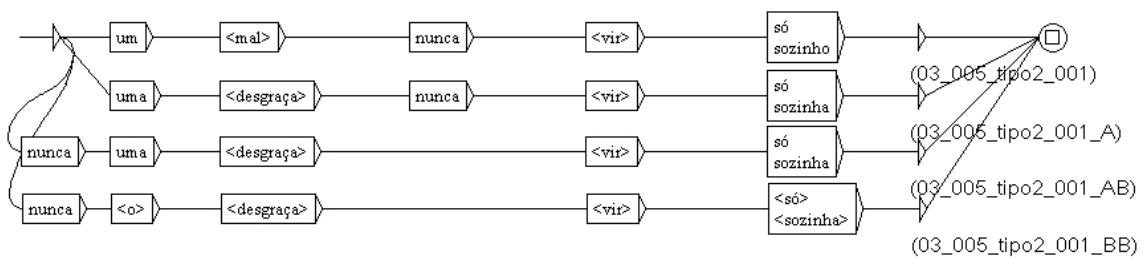 um <mal> nunca <vir> só
sozinho
(03_005_tipo2_001)
uma <desgraça> nunca <vir> só
sozinha
(03_005_tipo2_001_A)
nunca uma <desgraça> <vir> só
sozinha
(03_005_tipo2_001_AB)
nunca <o> <desgraça> <vir> <só>
<sozinha>
(03_005_tipo2_001_BB)